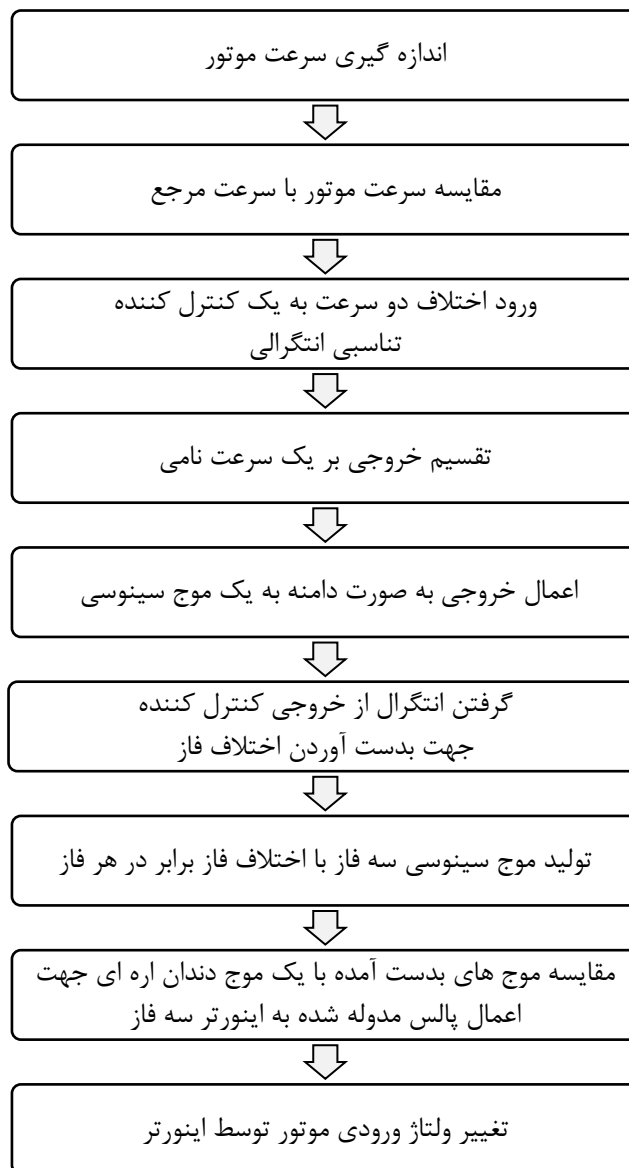 اندازه گیری سرعت موتور
مقایسه سرعت موتور با سرعت مرجع
ورود اختلاف دو سرعت به یک کنترل کننده
تناسبی انتگرالی
تقسیم خروجی بر یک سرعت نامی
اعمال خروجی به صورت دامنه به یک موج سینوسی
گرفتن انتگرال از خروجی کنترل کننده
جهت بدست آوردن اختلاف فاز
تولید موج سینوسی سه فاز با اختلاف فاز برابر در هر فاز
مقایسه موج های بدست آمده با یک موج دندان اره ای جهت
اعمال پالس مدوله شده به اینورتر سه فاز
تغییر ولتاژ ورودی موتور توسط اینورتر